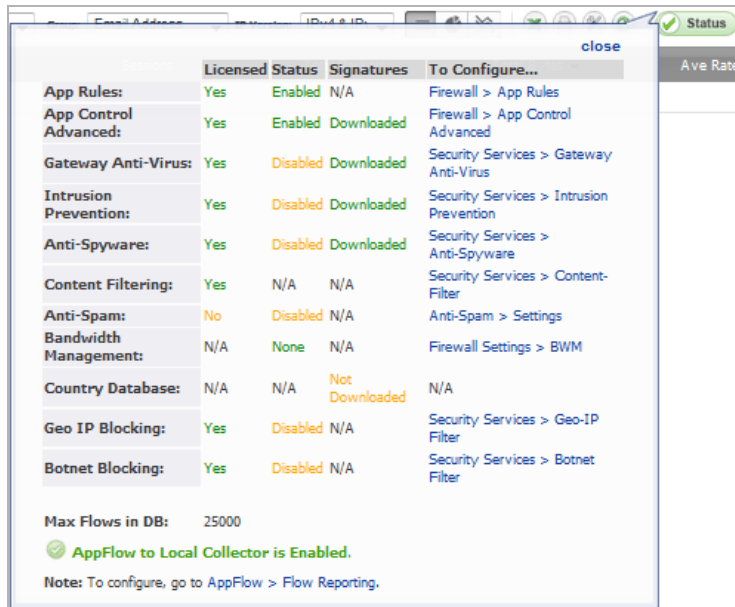 Email Address
Status
close
Ave Rate
Licensed Status Signatures To Configure...
App Rules: Yes Enabled N/A Firewall > App Rules
App Control Advanced: Yes Enabled Downloaded Firewall > App Control Advanced
Gateway Anti-Virus: Yes Disabled Downloaded Security Services > Gateway Anti-Virus
Intrusion Prevention: Yes Disabled Downloaded Security Services > Intrusion Prevention
Anti-Spyware: Yes Disabled Downloaded Security Services > Anti-Spyware
Content Filtering: Yes N/A N/A Security Services > Content-Filter
Anti-Spam: No Disabled N/A Anti-Spam > Settings
Bandwidth Management: N/A None N/A Firewall Settings > BWM
Country Database: N/A N/A Not Downloaded N/A
Geo IP Blocking: Yes Disabled N/A Security Services > Geo-IP Filter
Botnet Blocking: Yes Disabled N/A Security Services > Botnet Filter
Max Flows in DB: 25000
AppFlow to Local Collector is Enabled.
Note: To configure, go to AppFlow > Flow Reporting.